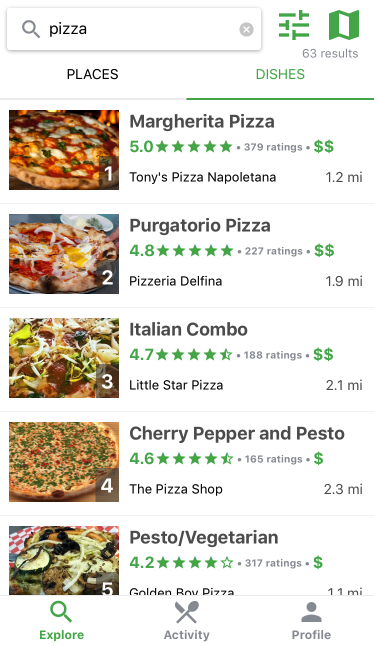 pizza
63 results
PLACES DISHES
Margherita Pizza
5.0 • 379 ratings • $$
Tony's Pizza Napoletana 1.2 mi
1
Purgatorio Pizza
4.8 • 227 ratings • $$
Pizzeria Delfina 1.9 mi
2
Italian Combo
4.7 • 188 ratings • $$
Little Star Pizza 2.1 mi
3
Cherry Pepper and Pesto
4.6 • 165 ratings • $
The Pizza Shop 2.3 mi
4
Pesto/Vegetarian
4.2 • 317 ratings • $
Golden Boy Pizza 1.1 mi
5
Explore Activity Profile